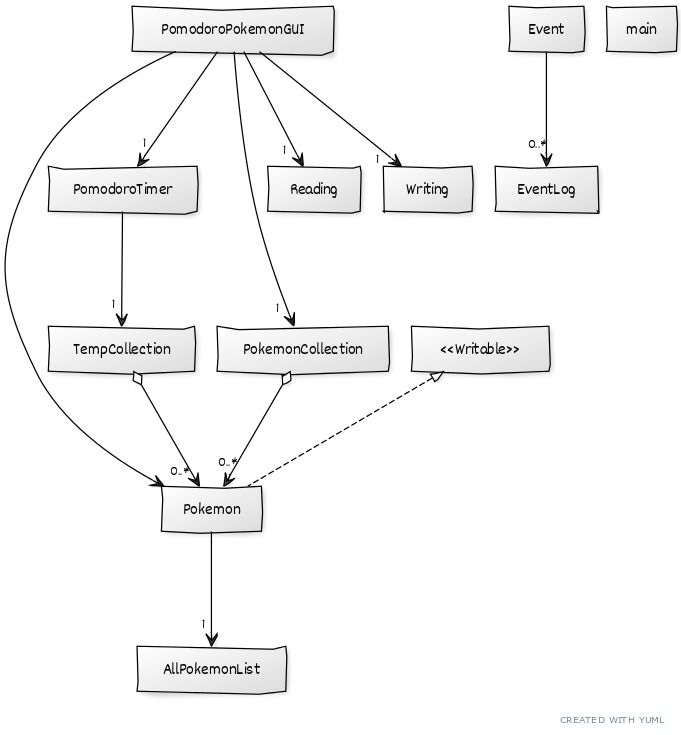 PomodoroPokemonGUI
Event
main
1
1
1
0..*
PomodoroTimer
Reading
Writing
EventLog
1
1
TempCollection
PokemonCollection
<<Writable>>
0..*
0..*
Pokemon
1
AllPokemonList
CREATED WITH YUML